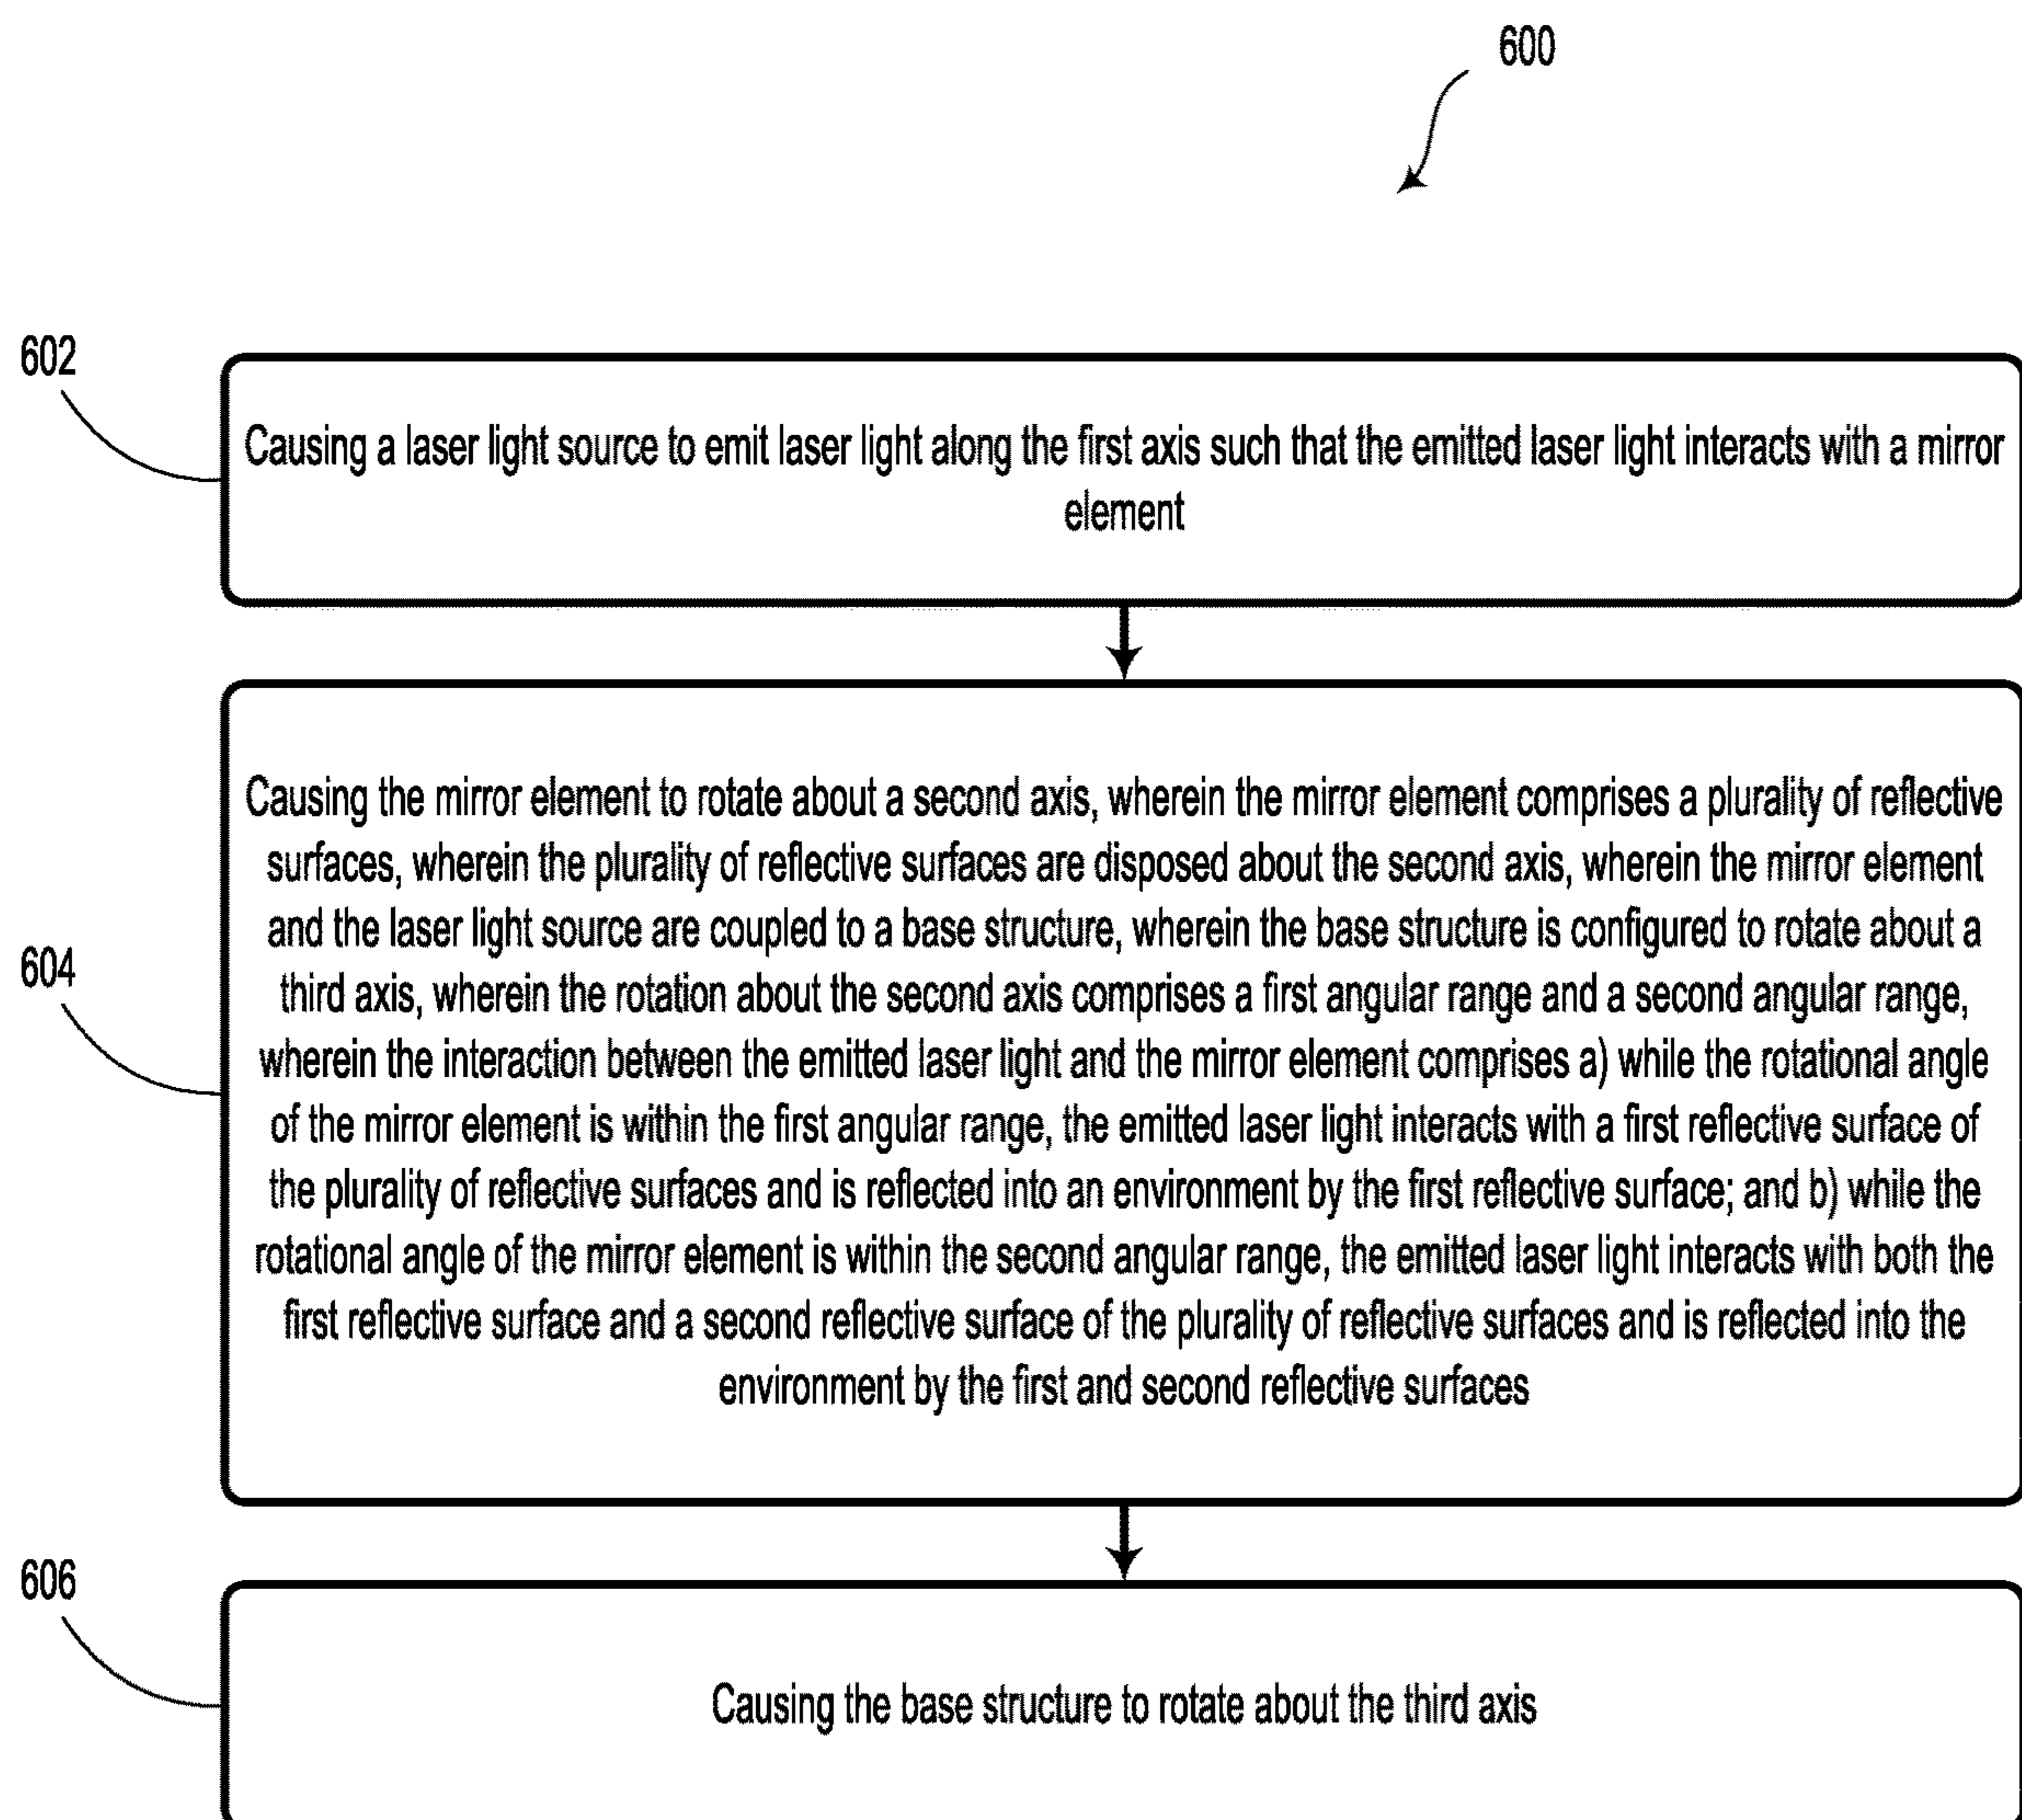 600
602
Causing a laser light source to emit laser light along the first axis such that the emitted laser light interacts with a mirror
element
604
Causing the mirror element to rotate about a second axis, wherein the mirror element comprises a plurality of reflective
surfaces, wherein the plurality of reflective surfaces are disposed about the second axis, wherein the mirror element
and the laser light source are coupled to a base structure, wherein the base structure is configured to rotate about a
third axis, wherein the rotation about the second axis comprises a first angular range and a second angular range,
wherein the interaction between the emitted laser light and the mirror element comprises a) while the rotational angle
of the mirror element is within the first angular range, the emitted laser light interacts with a first reflective surface of
the plurality of reflective surfaces and is reflected into an environment by the first reflective surface; and b) while the
rotational angle of the mirror element is within the second angular range, the emitted laser light interacts with both the
first reflective surface and a second reflective surface of the plurality of reflective surfaces and is reflected into the
environment by the first and second reflective surfaces
606
Causing the base structure to rotate about the third axis